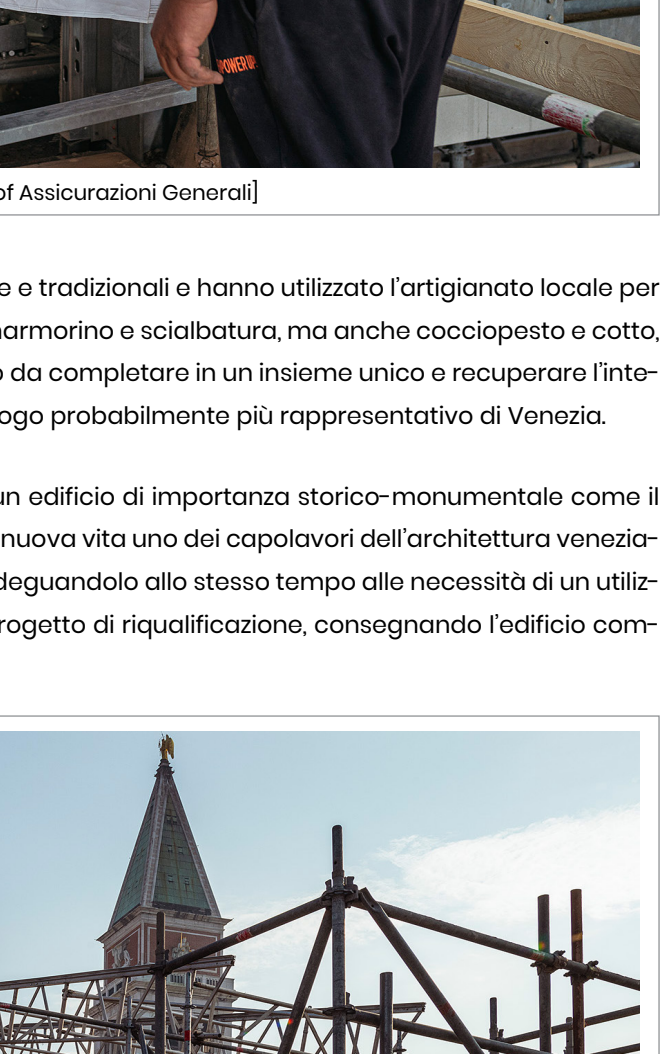 POWER UP!
of Assicurazioni Generali]
e e tradizionali e hanno utilizzato l’artigianato locale per
armorino e scialbatura, ma anche cocciopesto e cotto,
o da completare in un insieme unico e recuperare l’inte-
ogo probabilmente più rappresentativo di Venezia.
un edificio di importanza storico-monumentale come il
nuova vita uno dei capolavori dell’architettura venezia-
deguandolo allo stesso tempo alle necessità di un utiliz-
rogetto di riqualificazione, consegnando l’edificio com-